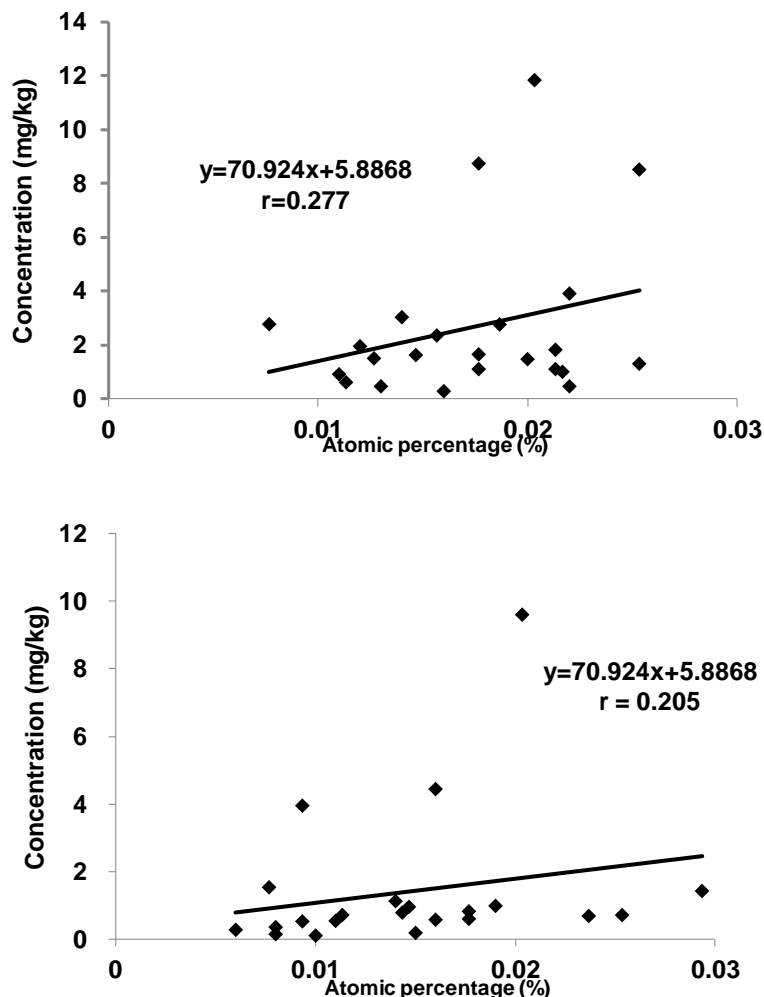 14
12
10
8
6
4
2
0
Concentration (mg/kg)
y=70.924x+5.8868
r=0.277
0 0.01 0.02 0.03
Atomic percentage (%)
12
10
8
6
4
2
0
Concentration (mg/kg)
y=70.924x+5.8868
r = 0.205
0 0.01 0.02 0.03
Atomic percentage (%)